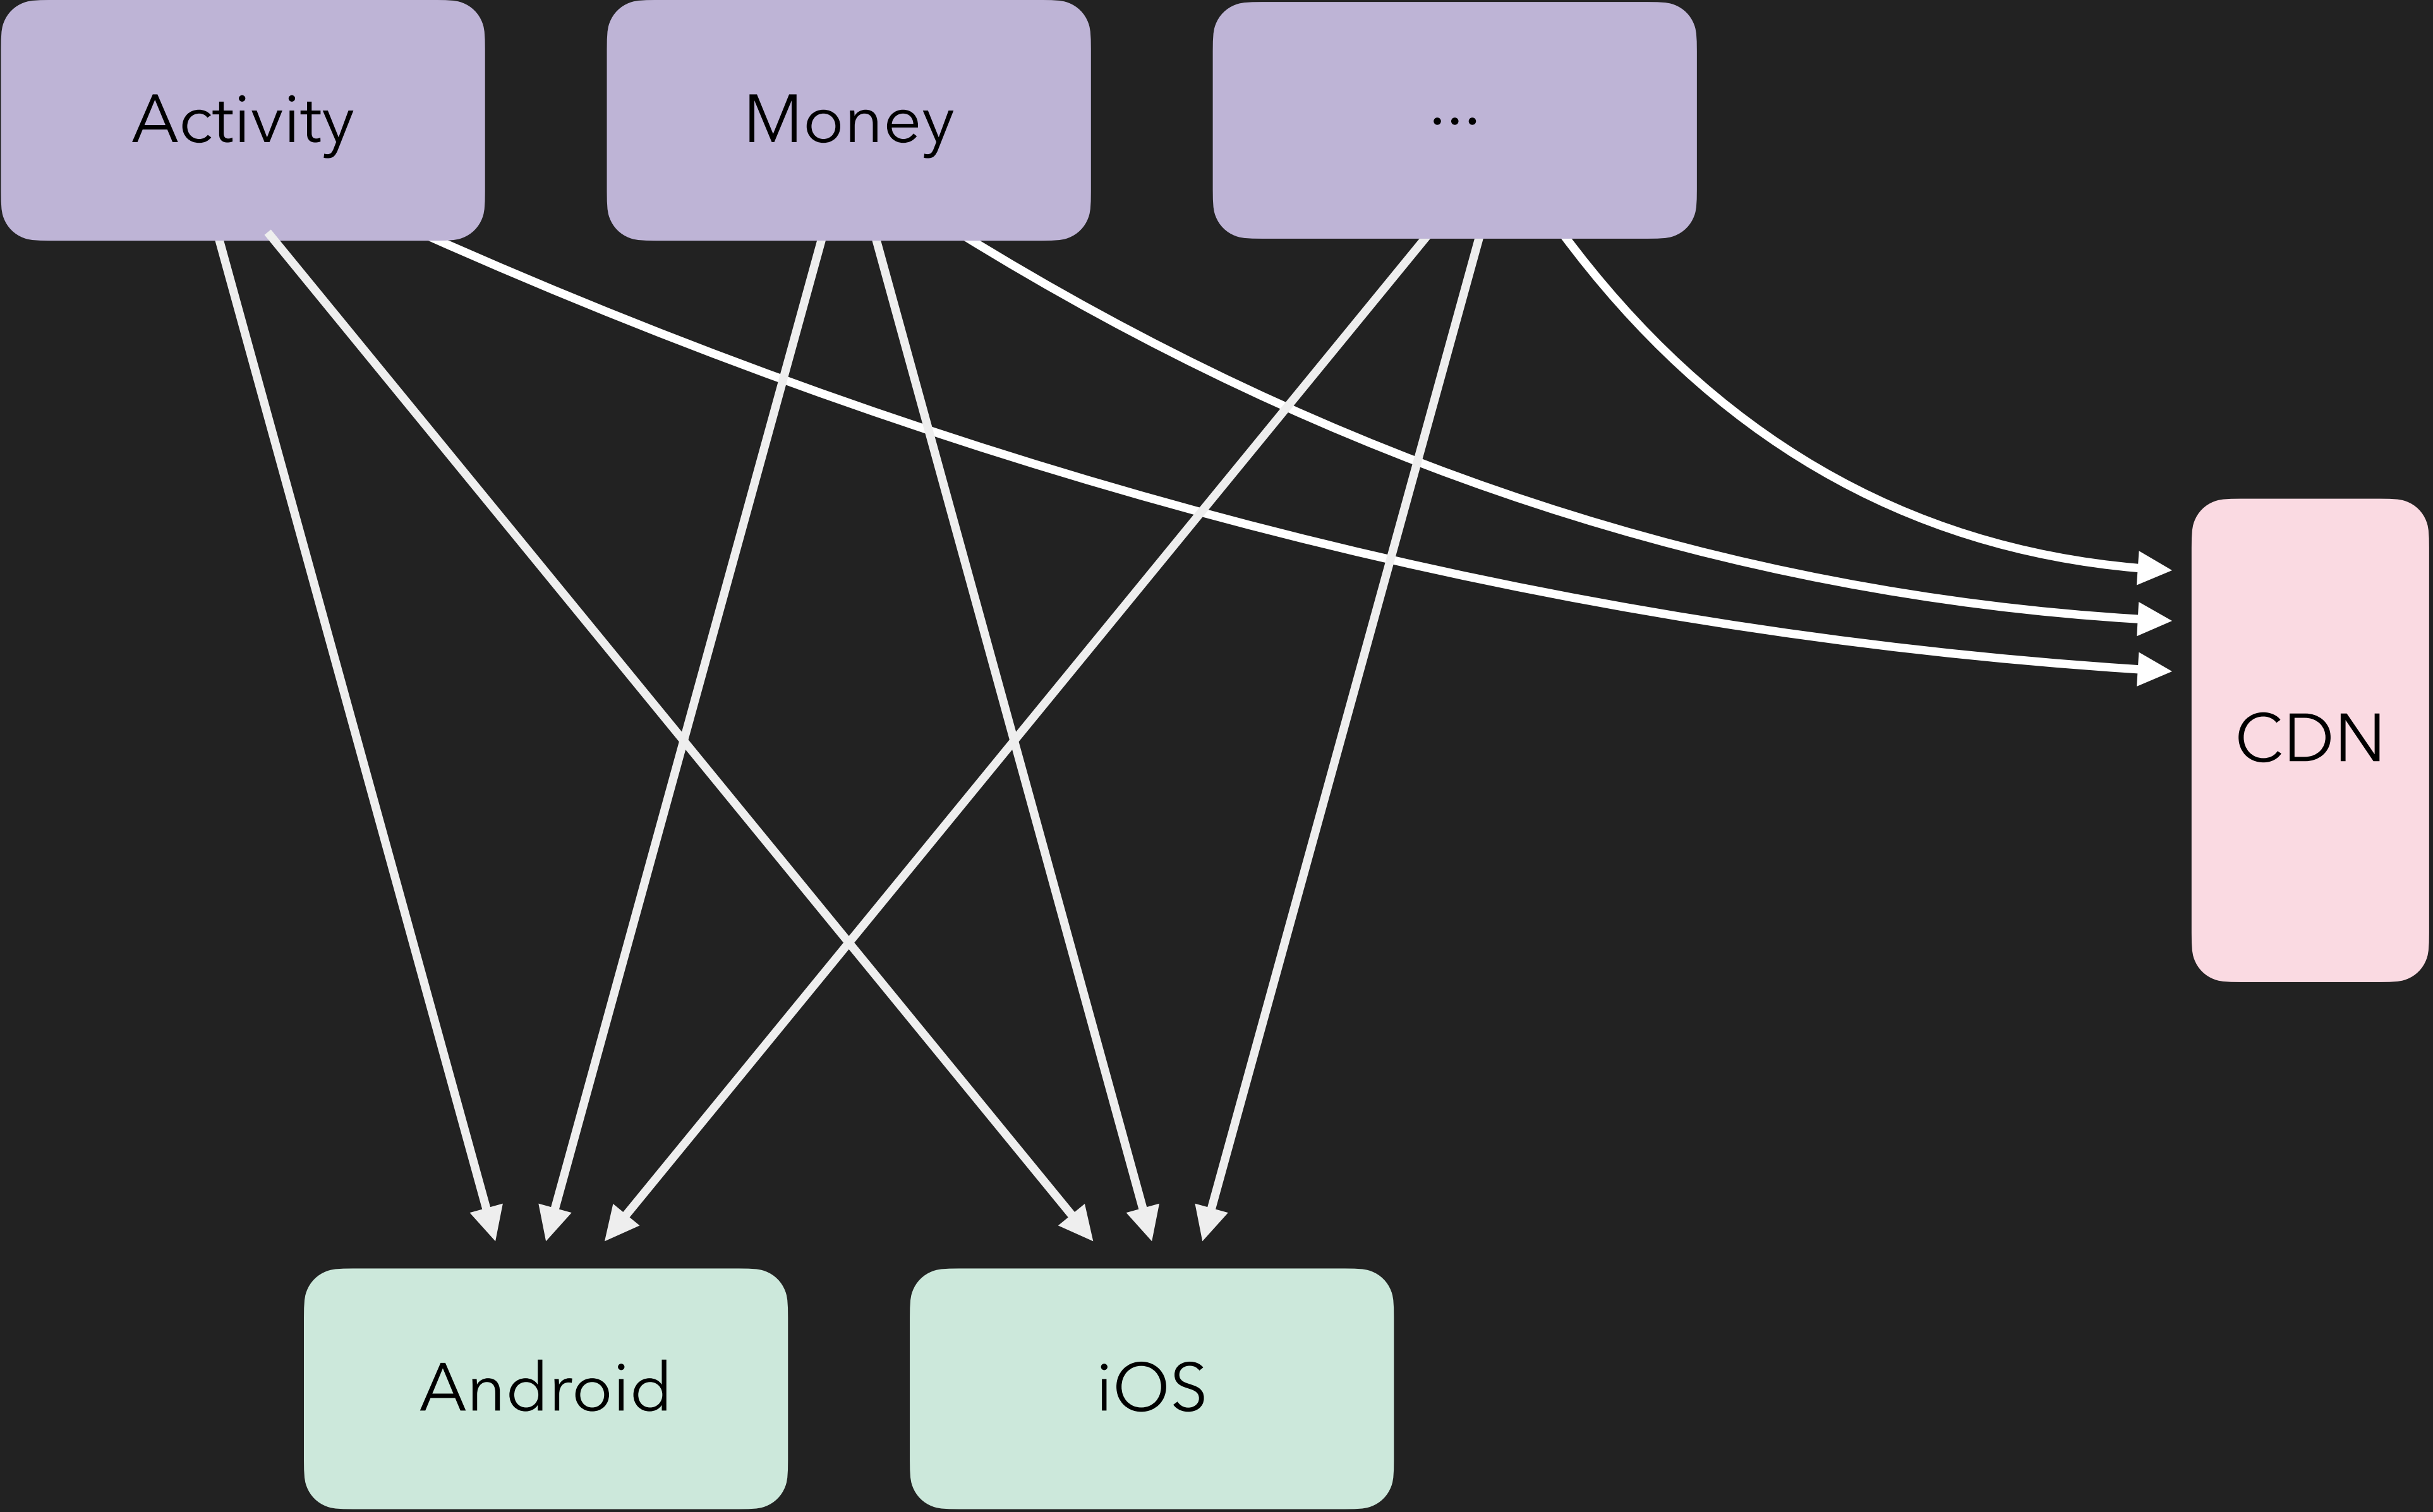 Activity
Money
...
CDN
Android
iOS